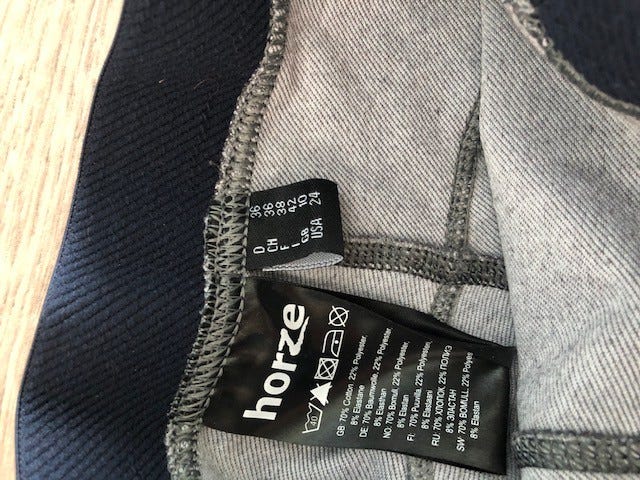 D 36
CH 36
F 38
I 42
GB 10
USA 24
horze
40
GB 70% Cotton 22% Polyester,
8% Elastane
DE: 70% Baumwolle, 22% Polyester,
8% Elasthan
NO: 70% Bomull, 22% Polyester,
8% Elastan
FI: 70% Puuvilla, 22% Polyester,
8% Elastaani
RU: 70% ХЛОПОК 22% ПОЛИЭ
8% ЭЛАСТАН
SW: 70% BOMULL, 22% Polyes
8% Elastan